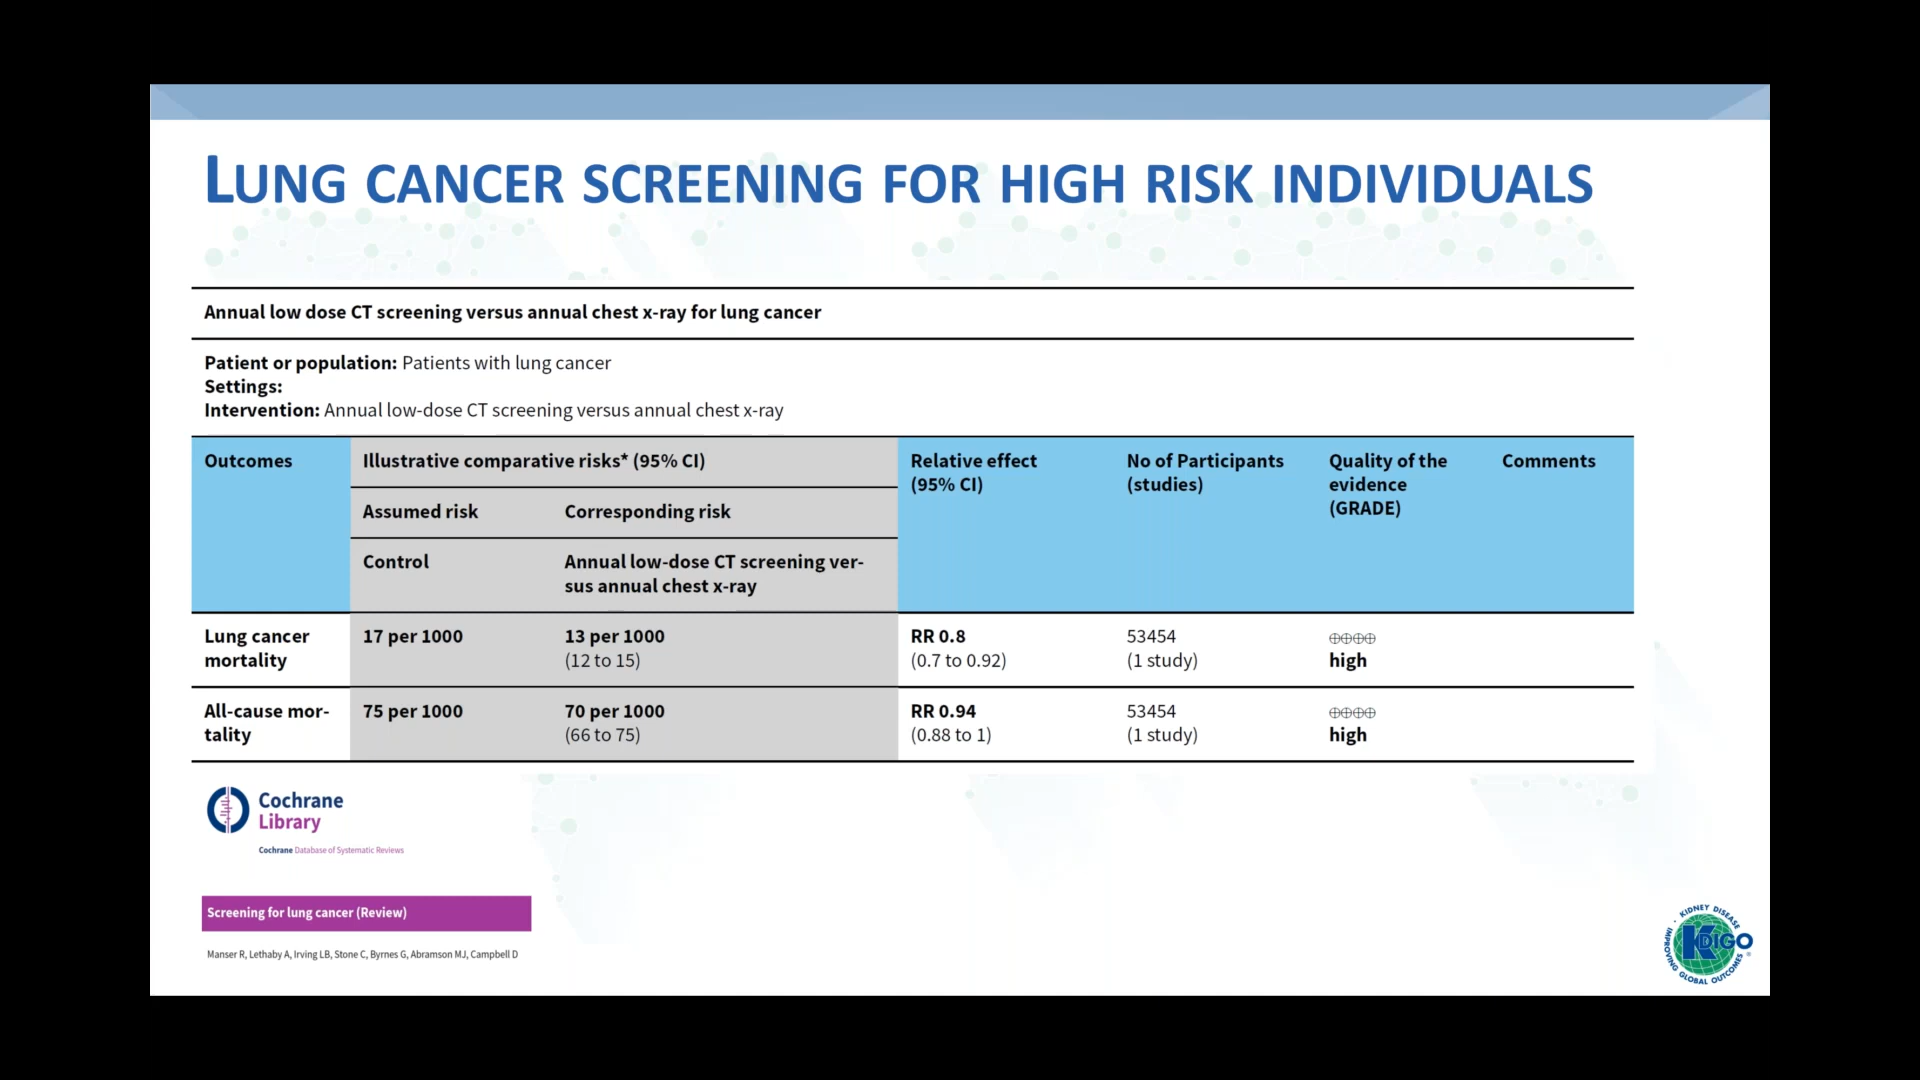 LUNG CANCER SCREENING FOR HIGH RISK INDIVIDUALS
Annual low dose CT screening versus annual chest x-ray for lung cancer
Patient or population: Patients with lung cancer
Settings:
Intervention: Annual low-dose CT screening versus annual chest x-ray
Outcomes
Illustrative comparative risks* (95% CI)
Relative effect
(95% CI)
No of Participants
(studies)
Quality of the
evidence
(GRADE)
Comments
Assumed risk
Corresponding risk
Control
Annual low-dose CT screening ver-
sus annual chest x-ray
Lung cancer
mortality
17 per 1000
13 per 1000
(12 to 15)
RR 0.8
(0.7 to 0.92)
53454
(1 study)
⊕⊕⊕⊕
high
All-cause mor-
tality
75 per 1000
70 per 1000
(66 to 75)
RR 0.94
(0.88 to 1)
53454
(1 study)
⊕⊕⊕⊕
high
Cochrane
Library
Cochrane Database of Systematic Reviews
Screening for lung cancer (Review)
Manser R, Lethaby A, Irving LB, Stone C, Byrnes G, Abramson MJ, Campbell D
KIDNEY DISEASE
KDIGO
IMPROVING GLOBAL OUTCOMES